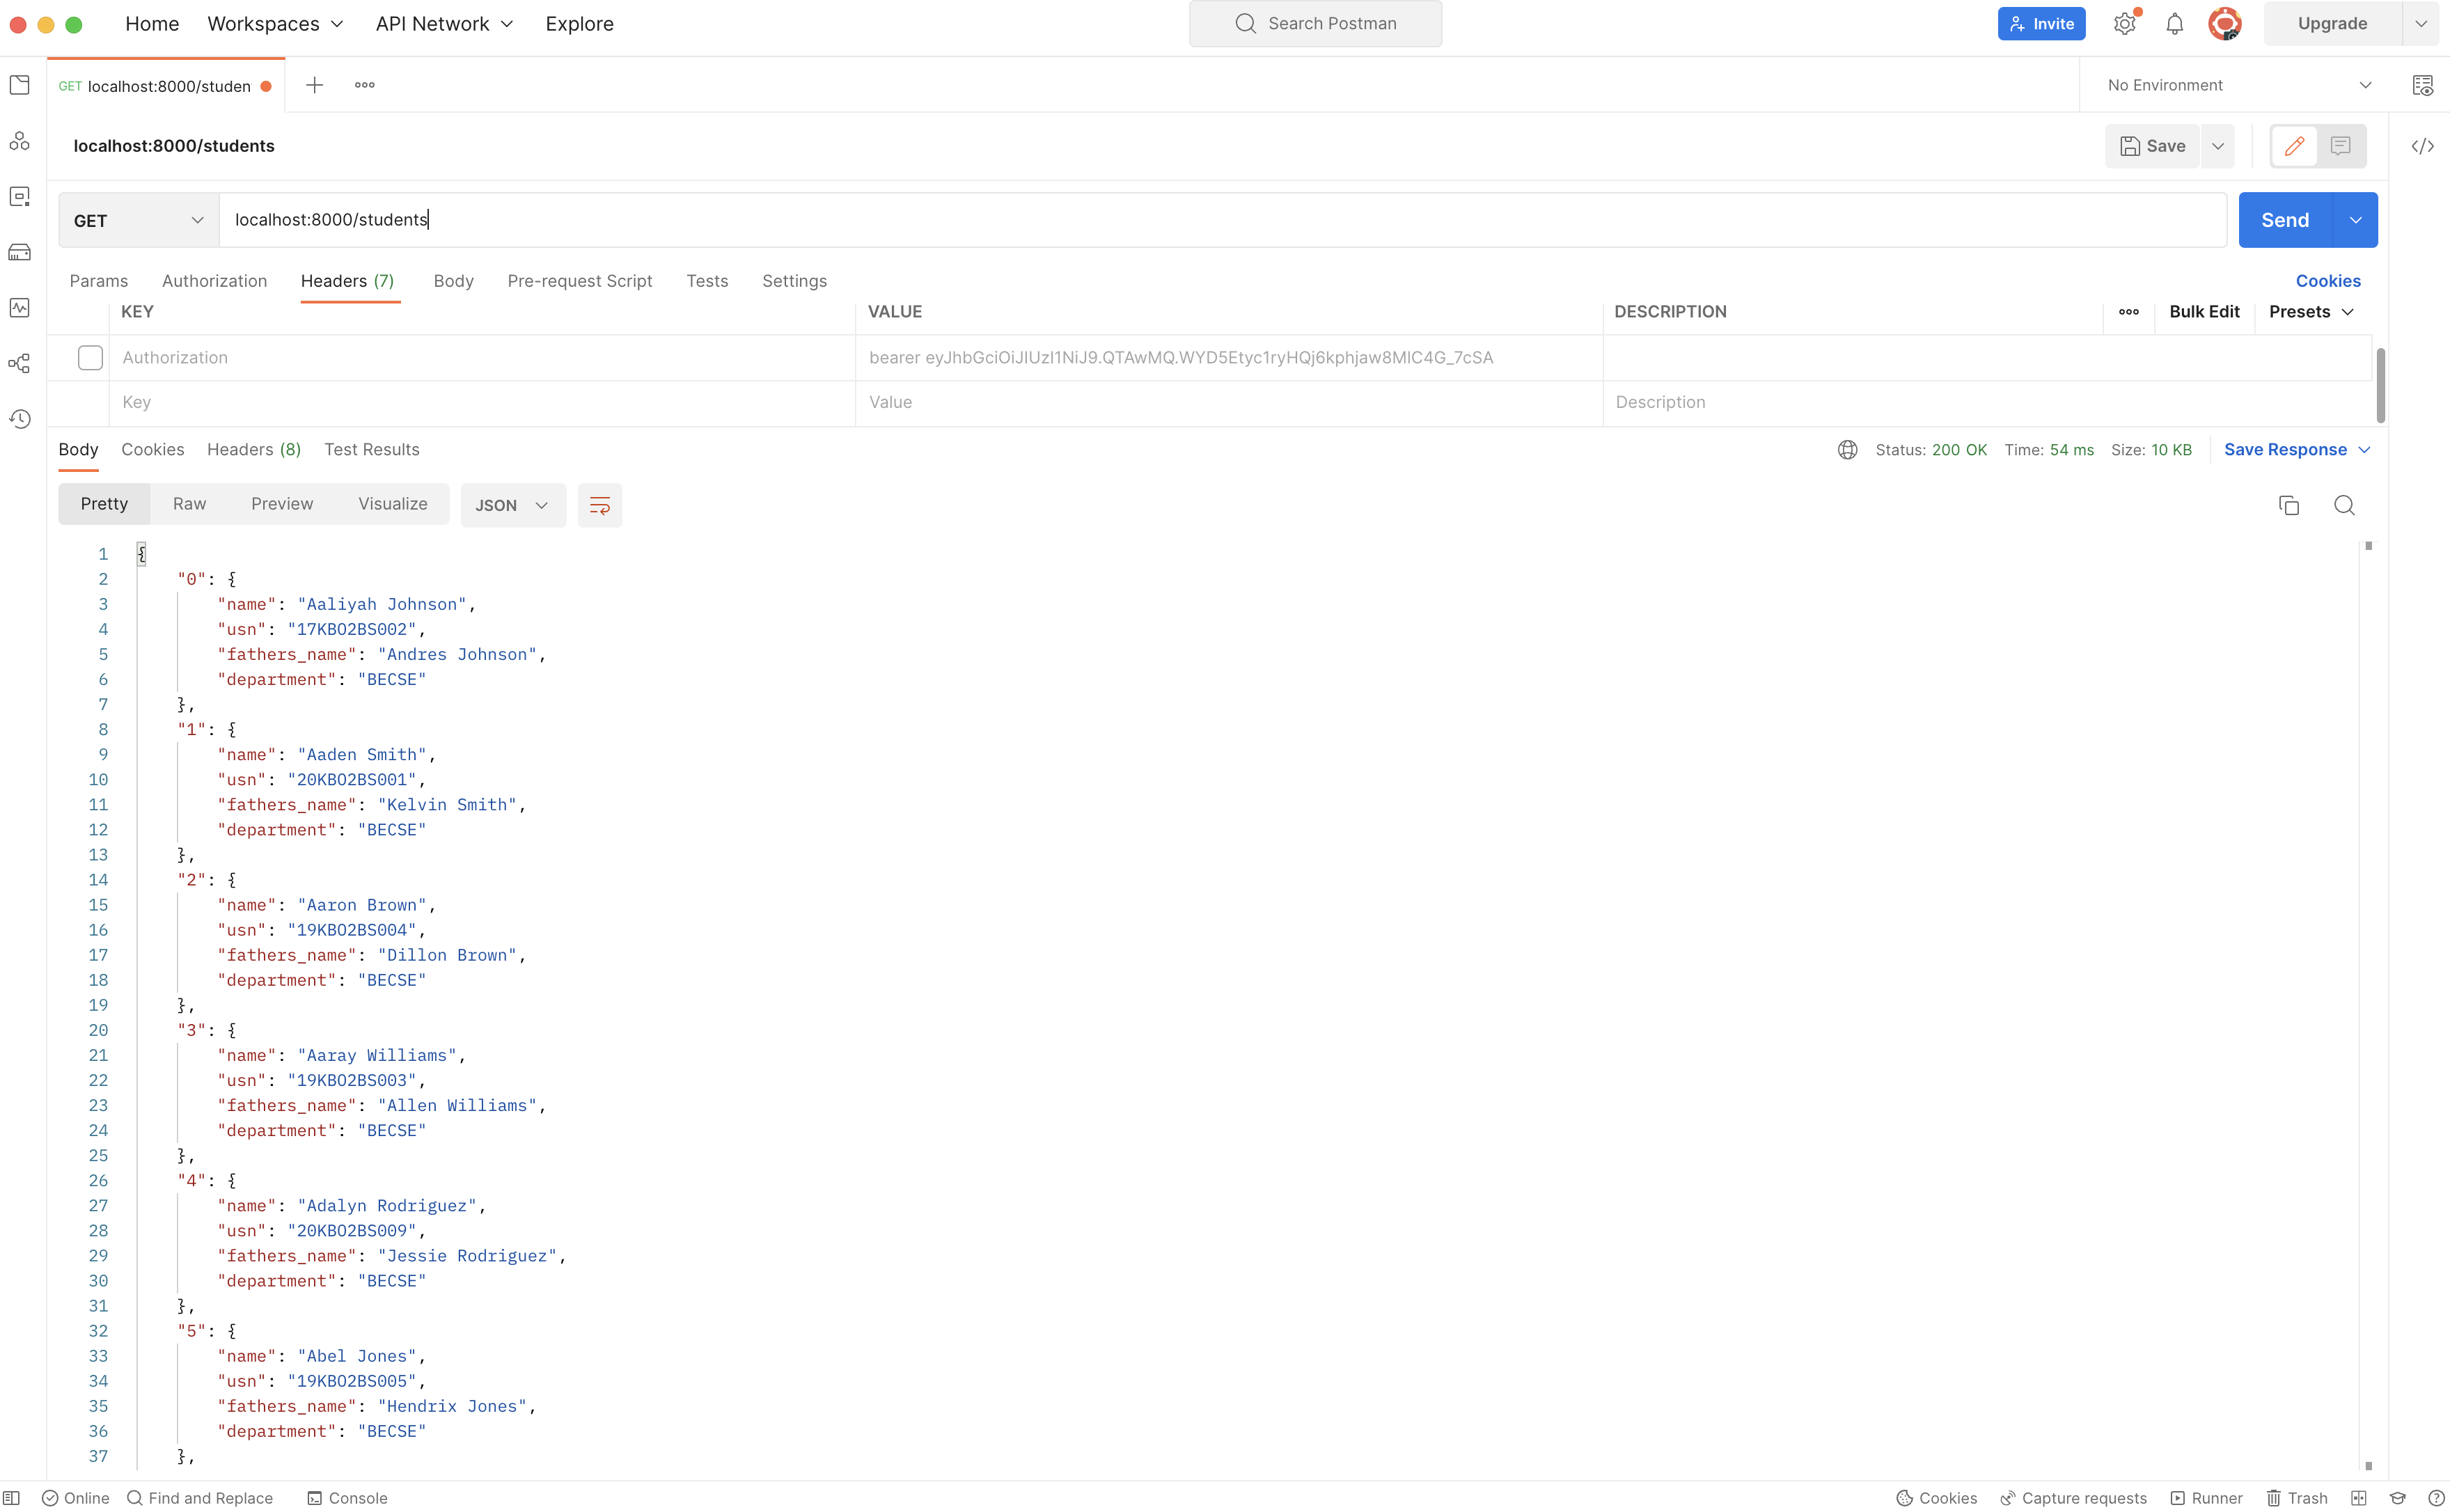 Home Workspaces API Network Explore Search Postman Invite Upgrade
GET localhost:8000/studen No Environment
localhost:8000/students Save
GET localhost:8000/students Send
Params Authorization Headers (7) Body Pre-request Script Tests Settings Cookies
KEY VALUE DESCRIPTION Bulk Edit Presets
Authorization bearer eyJhbGciOiJIUzI1NiJ9.QTAwMQ.WYD5Etyc1ryHQj6kphjaw8MlC4G_7cSA
Key Value Description
Body Cookies Headers (8) Test Results Status: 200 OK Time: 54 ms Size: 10 KB Save Response
Pretty Raw Preview Visualize JSON
1 {
2 "0": {
3 "name": "Aaliyah Johnson",
4 "usn": "17KBO2BS002",
5 "fathers_name": "Andres Johnson",
6 "department": "BECSE"
7 },
8 "1": {
9 "name": "Aaden Smith",
10 "usn": "20KBO2BS001",
11 "fathers_name": "Kelvin Smith",
12 "department": "BECSE"
13 },
14 "2": {
15 "name": "Aaron Brown",
16 "usn": "19KBO2BS004",
17 "fathers_name": "Dillon Brown",
18 "department": "BECSE"
19 },
20 "3": {
21 "name": "Aaray Williams",
22 "usn": "19KBO2BS003",
23 "fathers_name": "Allen Williams",
24 "department": "BECSE"
25 },
26 "4": {
27 "name": "Adalyn Rodriguez",
28 "usn": "20KBO2BS009",
29 "fathers_name": "Jessie Rodriguez",
30 "department": "BECSE"
31 },
32 "5": {
33 "name": "Abel Jones",
34 "usn": "19KBO2BS005",
35 "fathers_name": "Hendrix Jones",
36 "department": "BECSE"
37 },
Online Find and Replace Console Cookies Capture requests Runner Trash